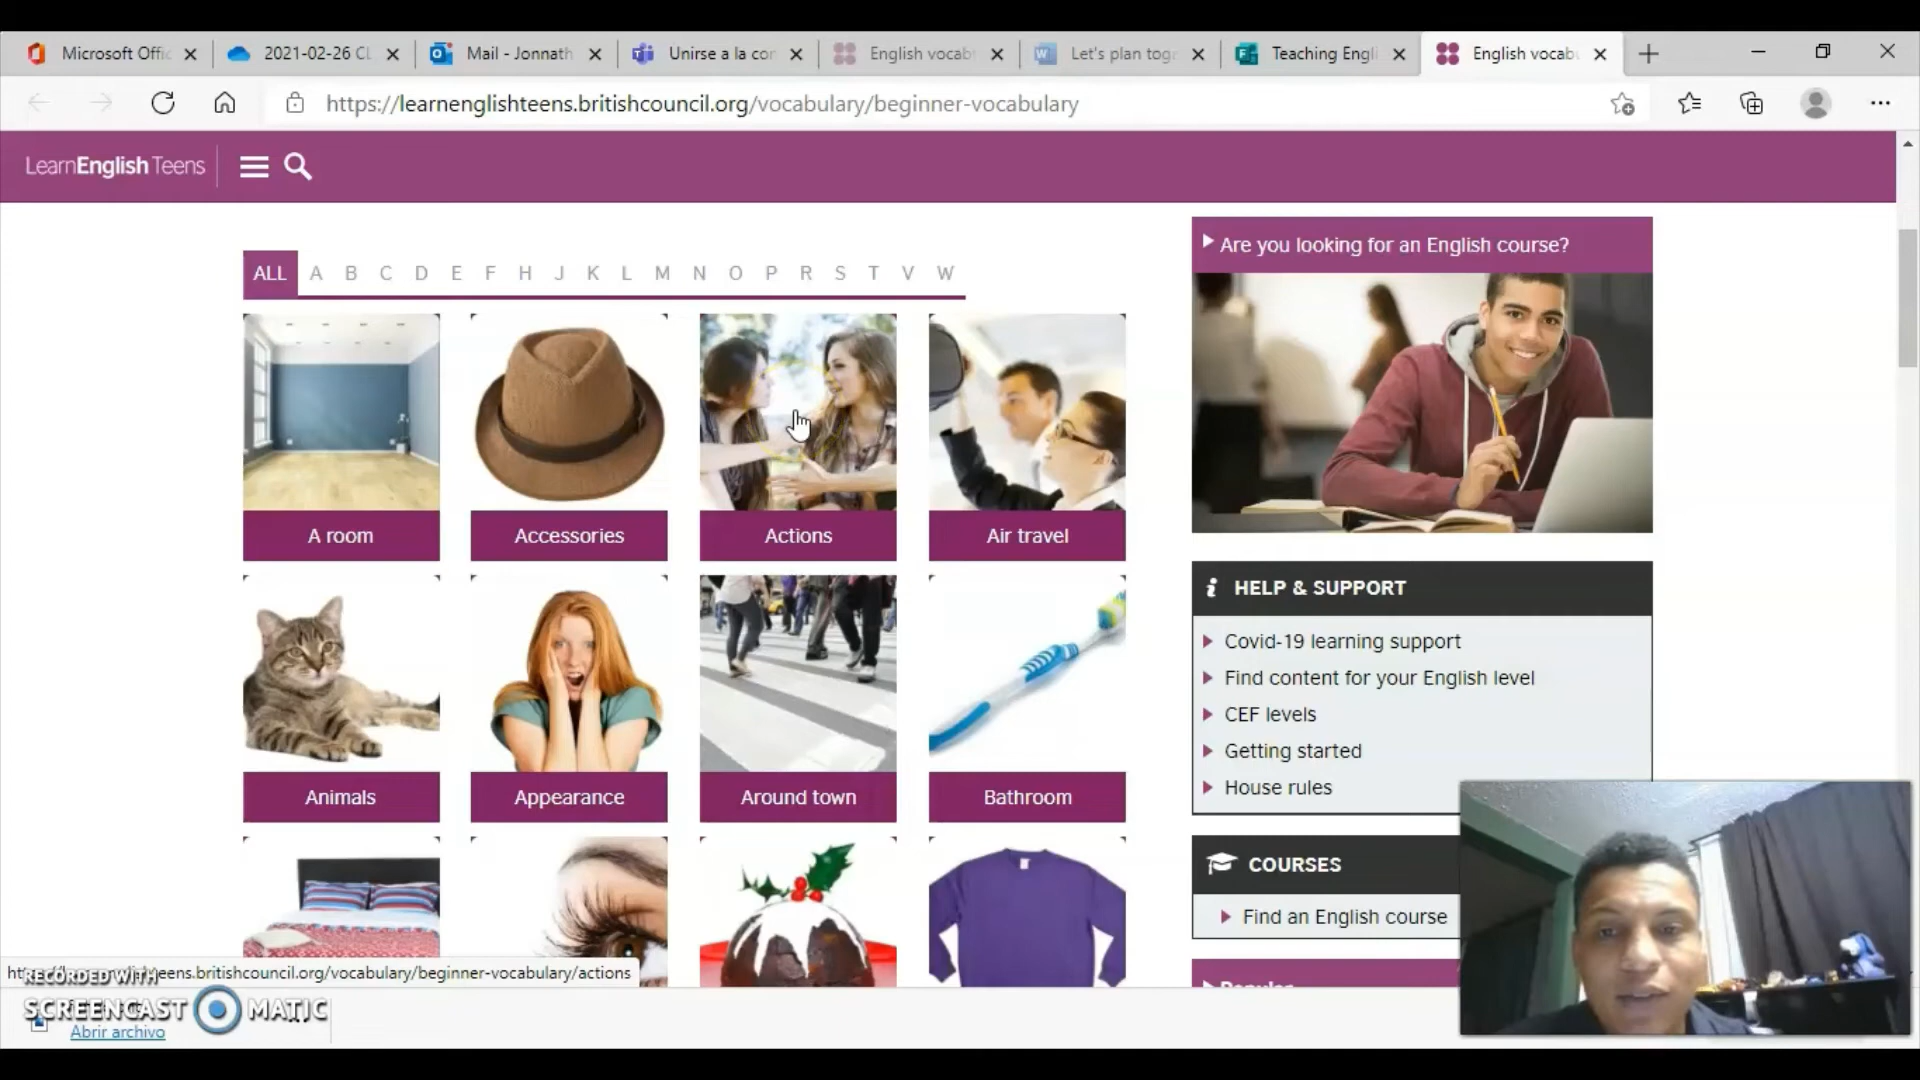 Microsoft Offic
2021-02-26 CL
Mail - Jonnath
Unirse a la con
English vocab
Let's plan tog
Teaching Engli
English vocab
https://learnenglishteens.britishcouncil.org/vocabulary/beginner-vocabulary
LearnEnglish Teens
Are you looking for an English course?
ALL A B C D E F H J K L M N O P R S T V W
A room
Accessories
Actions
Air travel
HELP & SUPPORT
Covid-19 learning support
Find content for your English level
CEF levels
Getting started
House rules
Animals
Appearance
Around town
Bathroom
COURSES
Find an English course
Popular
teens.britishcouncil.org/vocabulary/beginner-vocabulary/actions
RECORDED WITH
SCREENCAST MATIC
Abrir archivo